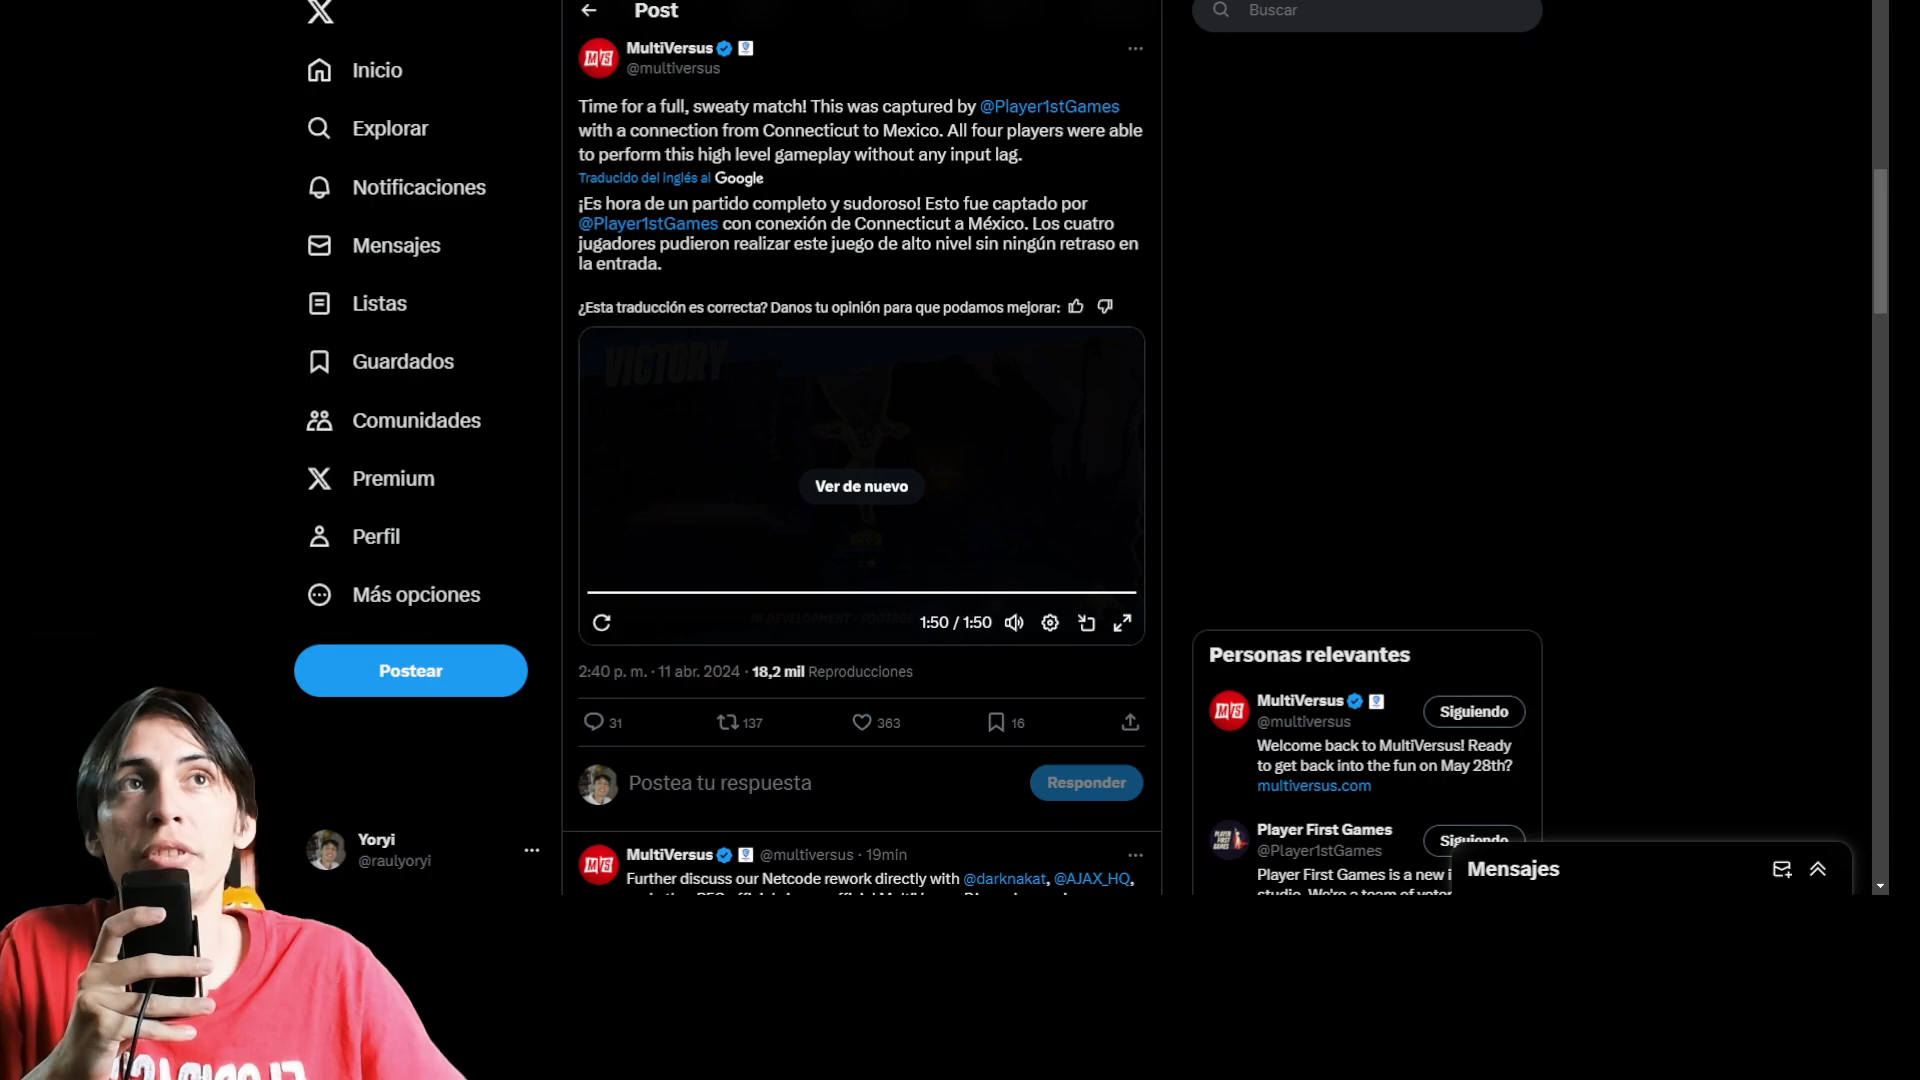 Inicio
Explorar
Notificaciones
Mensajes
Listas
Guardados
Comunidades
Premium
Perfil
Más opciones
Postear
Yoryi
@raulyoryi
Post
MultiVersus
@multiversus
Time for a full, sweaty match! This was captured by @Player1stGames
with a connection from Connecticut to Mexico. All four players were able
to perform this high level gameplay without any input lag.
Traducido del inglés al Google
¡Es hora de un partido completo y sudoroso! Esto fue captado por
@Player1stGames con conexión de Connecticut a México. Los cuatro
jugadores pudieron realizar este juego de alto nivel sin ningún retraso en
la entrada.
¿Esta traducción es correcta? Danos tu opinión para que podamos mejorar:
VICTORY
Ver de nuevo
1:50 / 1:50
2:40 p. m. · 11 abr. 2024 · 18,2 mil Reproducciones
31 137 363 16
Postea tu respuesta
Responder
MultiVersus @multiversus · 19min
Further discuss our Netcode rework directly with @darknakat, @AJAX_HQ,
Buscar
Personas relevantes
MultiVersus
@multiversus
Siguiendo
Welcome back to MultiVersus! Ready
to get back into the fun on May 28th?
multiversus.com
Player First Games
@Player1stGames
Siguiendo
Player First Games is a new i
studio. We're a team of veter
Mensajes